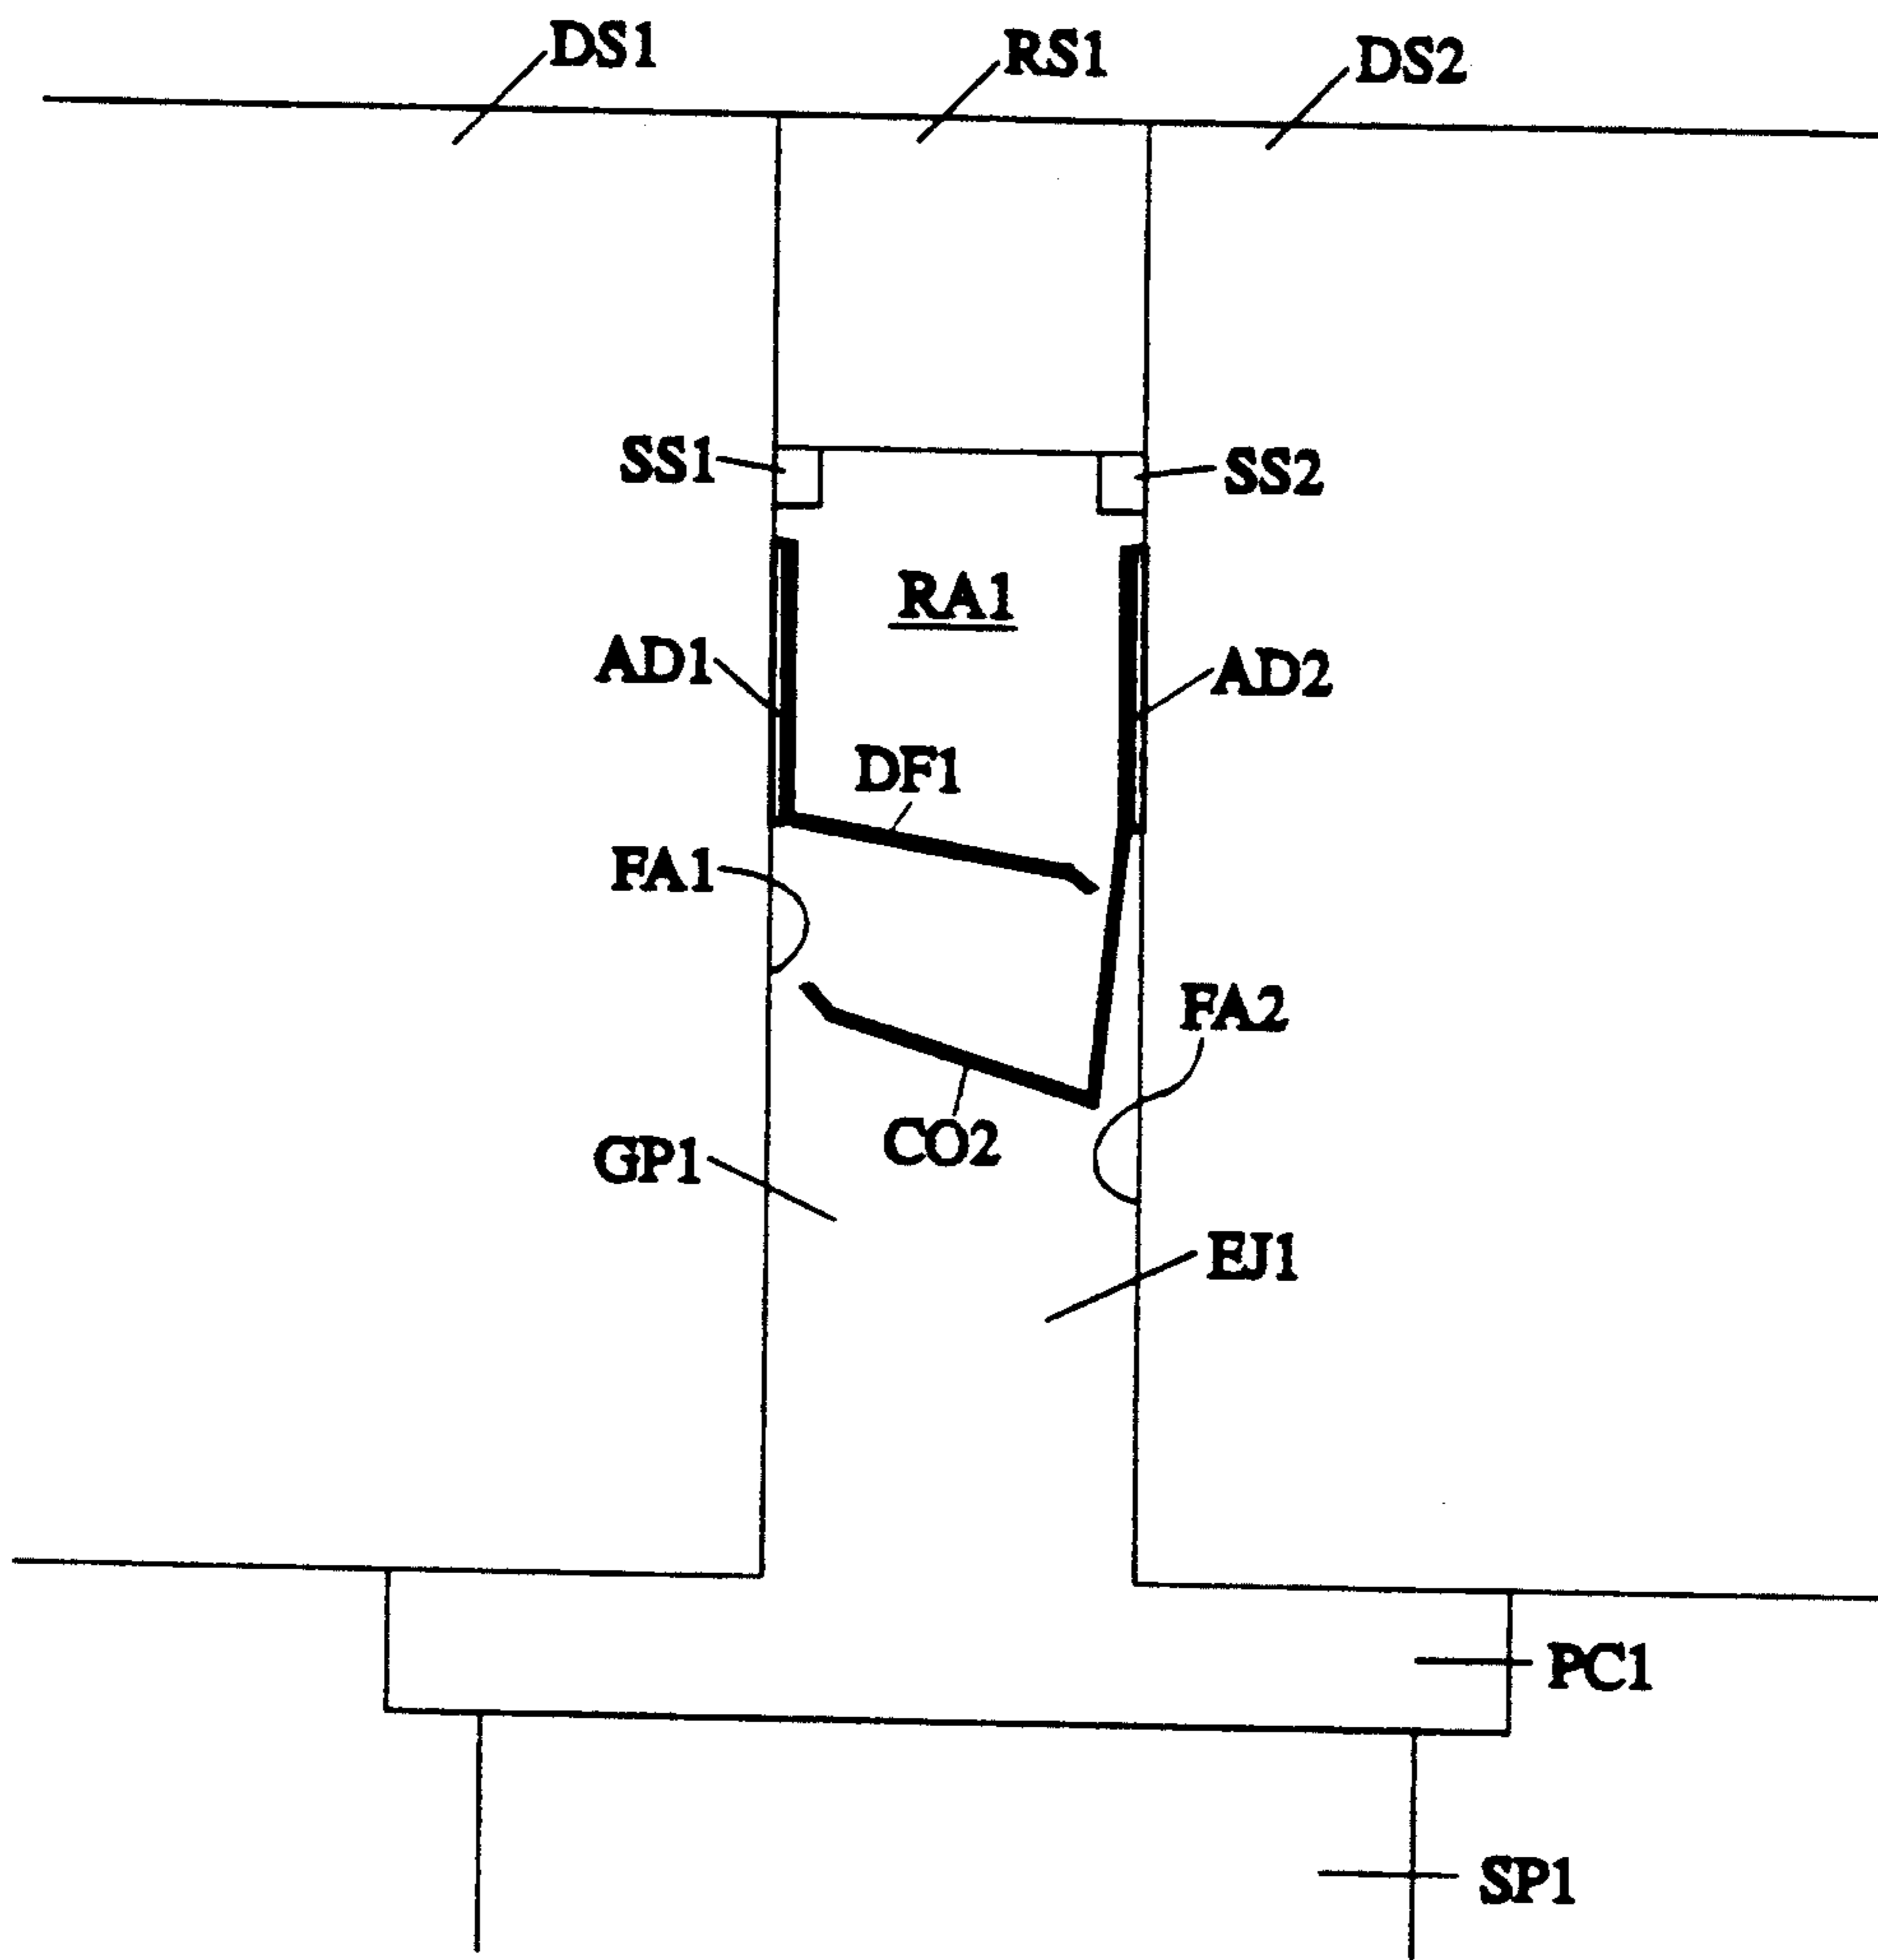 DS1
RS1
DS2
SS1
SS2
RA1
AD1
AD2
DF1
FA1
FA2
CO2
GP1
EJ1
PC1
SP1